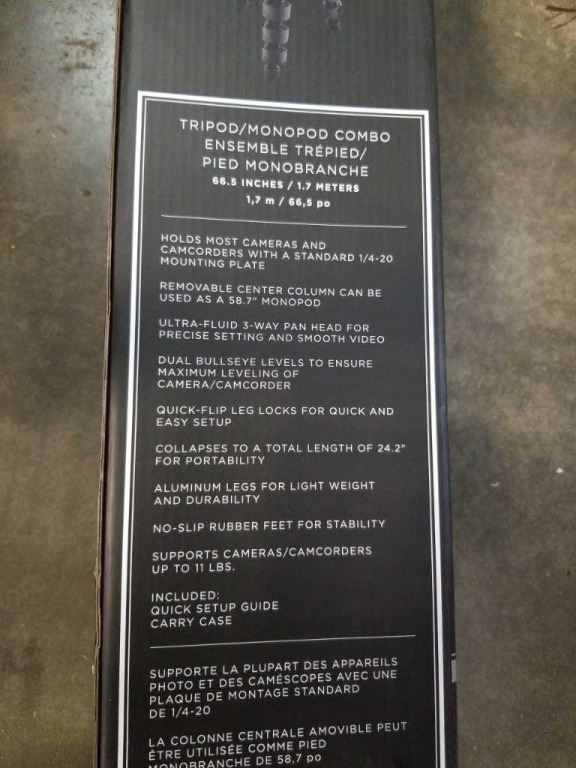 TRIPOD/MONOPOD COMBO
ENSEMBLE TRÉPIED/
PIED MONOBRANCHE
66.5 INCHES / 1.7 METERS
1,7 m / 66,5 po
HOLDS MOST CAMERAS AND
CAMCORDERS WITH A STANDARD 1/4-20
MOUNTING PLATE
REMOVABLE CENTER COLUMN CAN BE
USED AS A 58.7" MONOPOD
ULTRA-FLUID 3-WAY PAN HEAD FOR
PRECISE SETTING AND SMOOTH VIDEO
DUAL BULLSEYE LEVELS TO ENSURE
MAXIMUM LEVELING OF
CAMERA/CAMCORDER
QUICK-FLIP LEG LOCKS FOR QUICK AND
EASY SETUP
COLLAPSES TO A TOTAL LENGTH OF 24.2"
FOR PORTABILITY
ALUMINUM LEGS FOR LIGHT WEIGHT
AND DURABILITY
NO-SLIP RUBBER FEET FOR STABILITY
SUPPORTS CAMERAS/CAMCORDERS
UP TO 11 LBS.
INCLUDED:
QUICK SETUP GUIDE
CARRY CASE
SUPPORTE LA PLUPART DES APPAREILS
PHOTO ET DES CAMÉSCOPES AVEC UNE
PLAQUE DE MONTAGE STANDARD
DE 1/4-20
LA COLONNE CENTRALE AMOVIBLE PEUT
ÊTRE UTILISÉE COMME PIED
MONOBRANCHE DE 58,7 po